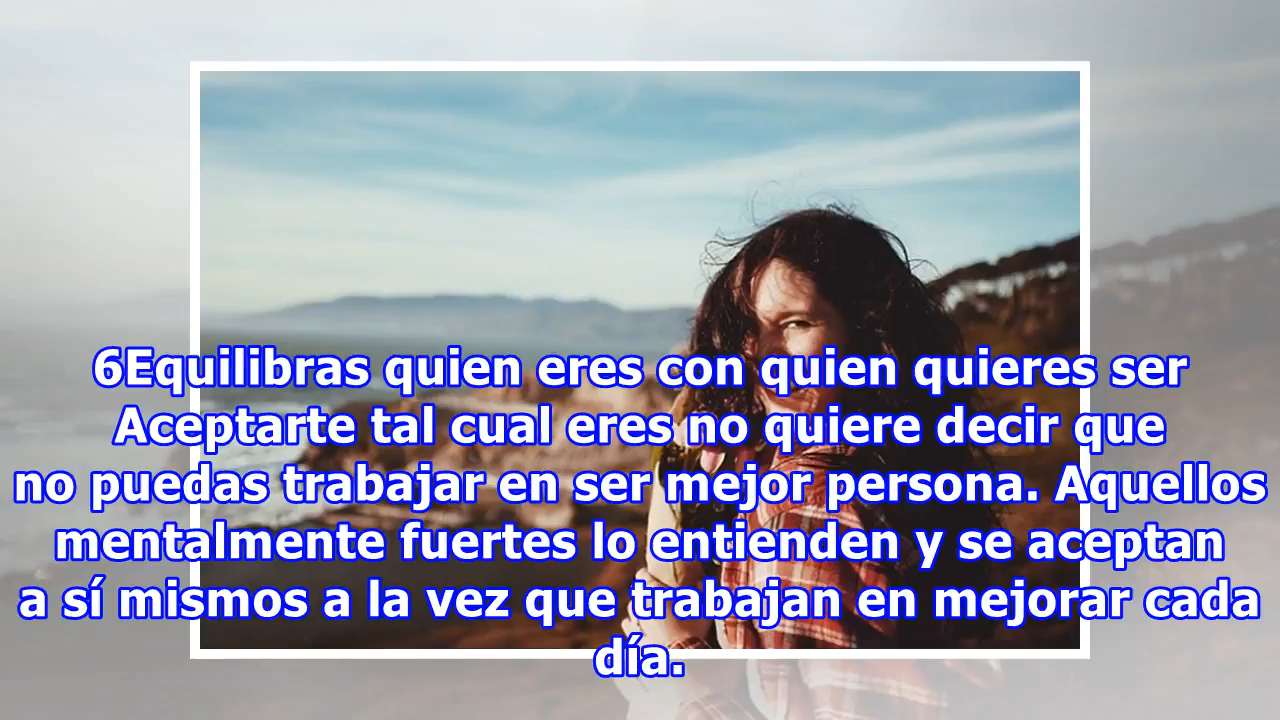 6Equilibras quien eres con quien quieres ser
Aceptarte tal cual eres no quiere decir que
no puedas trabajar en ser mejor persona. Aquellos
mentalmente fuertes lo entienden y se aceptan
a sí mismos a la vez que trabajan en mejorar cada
día.